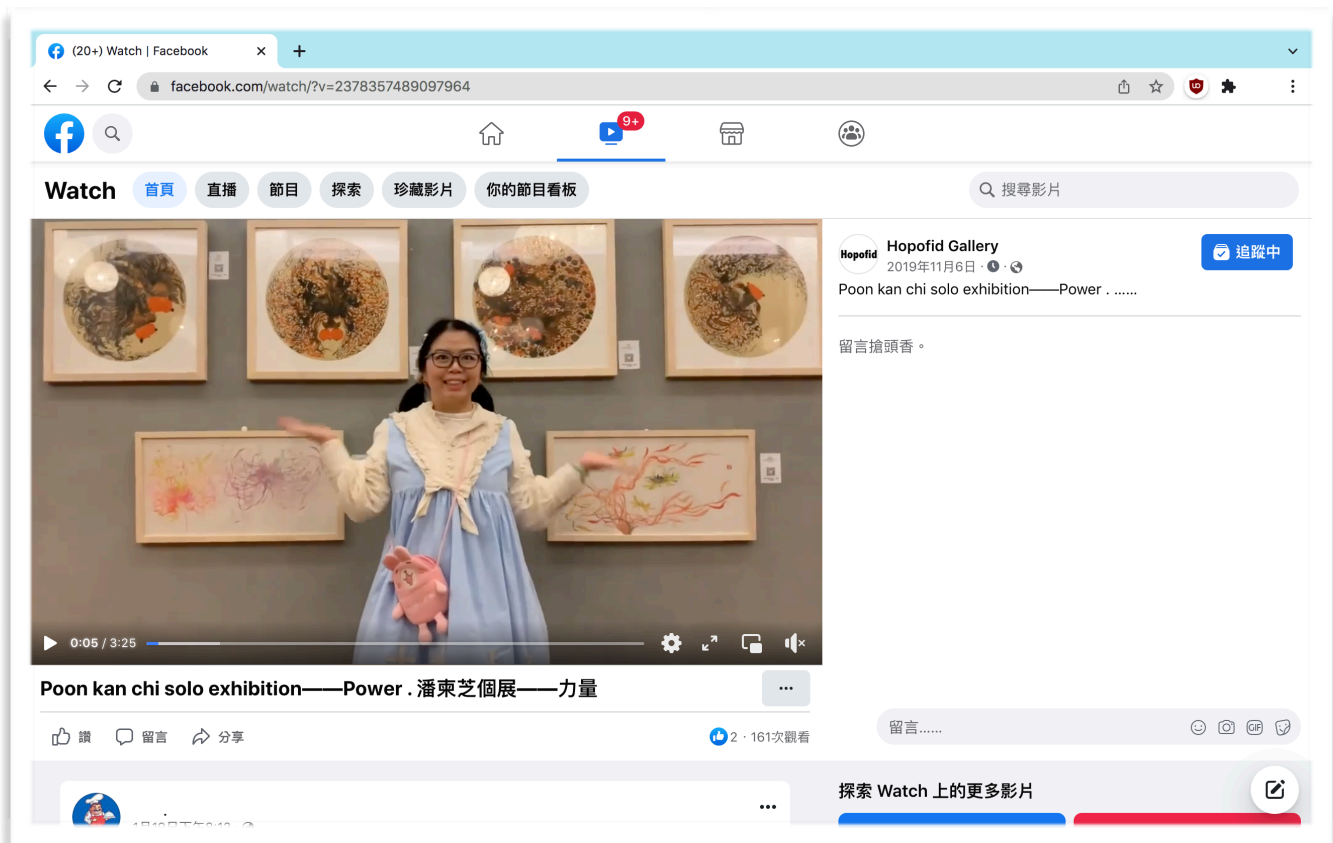 (20+) Watch | Facebook
facebook.com/watch/?v=2378357489097964
9+
Watch
首頁
直播
節目
探索
珍藏影片
你的節目看板
搜尋影片
Hopofid
Hopofid Gallery
2019年11月6日 ·
追蹤中
Poon kan chi solo exhibition——Power . ......
留言搶頭香。
0:05 / 3:25
Poon kan chi solo exhibition——Power . 潘柬芝個展——力量
讚
留言
分享
2 · 161次觀看
留言......
GIF
探索 Watch 上的更多影片